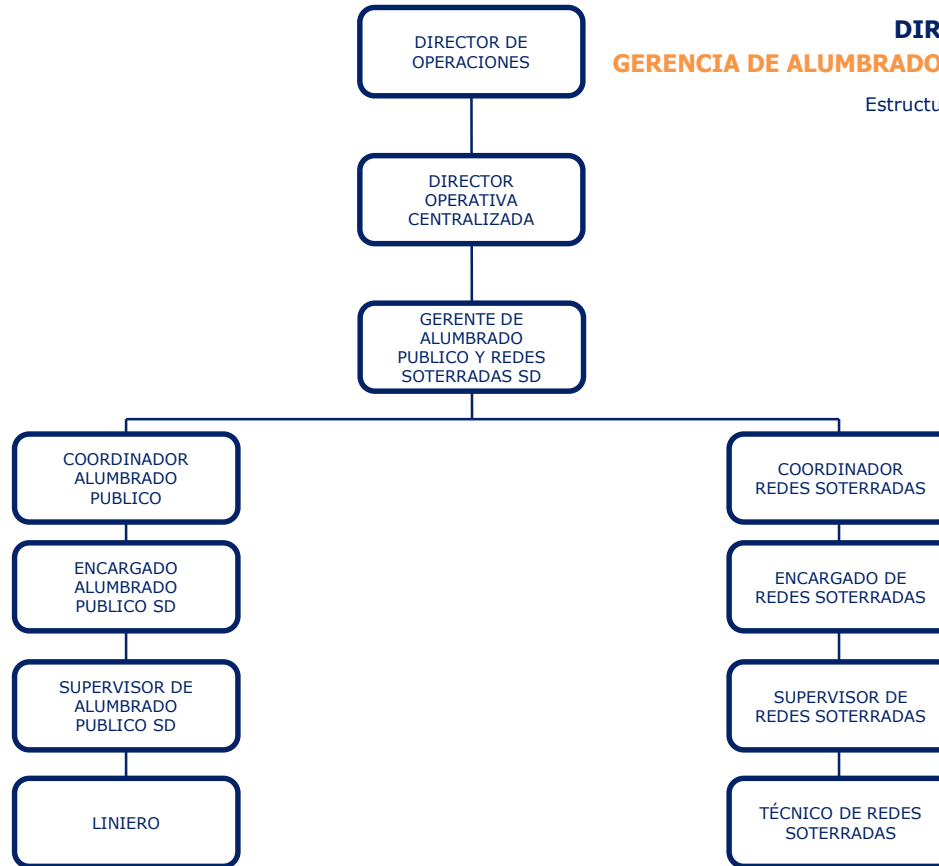 DIRECTOR DE
OPERACIONES
GERENCIA DE ALUMBRADO
DIRECTOR
OPERATIVA
CENTRALIZADA
GERENTE DE
ALUMBRADO
PUBLICO Y REDES
SOTERRADAS SD
COORDINADOR
ALUMBRADO
PUBLICO
COORDINADOR
REDES SOTERRADAS
ENCARGADO
ALUMBRADO
PUBLICO SD
ENCARGADO DE
REDES SOTERRADAS
SUPERVISOR DE
ALUMBRADO
PUBLICO SD
SUPERVISOR DE
REDES SOTERRADAS
LINIERO
TÉCNICO DE REDES
SOTERRADAS